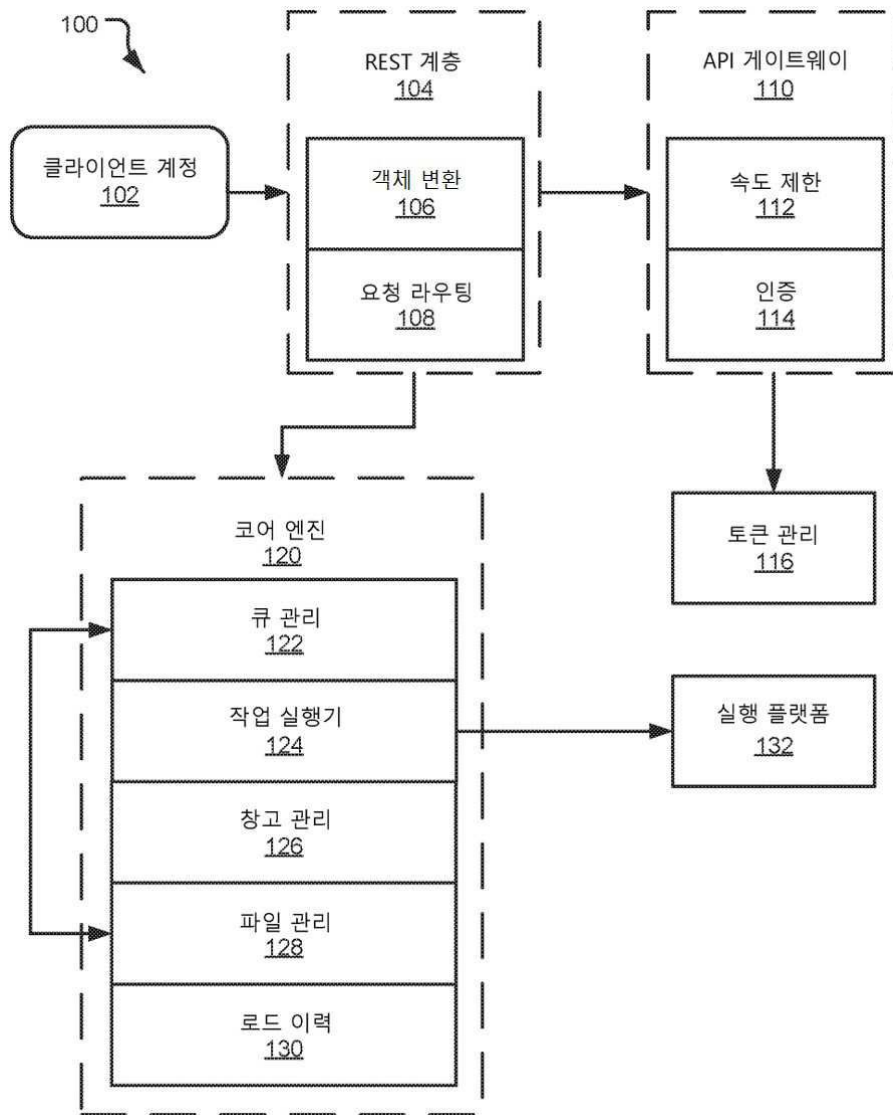 100
클라이언트 계정
102
REST 계층
104
객체 변환
106
요청 라우팅
108
API 게이트웨이
110
속도 제한
112
인증
114
토큰 관리
116
코어 엔진
120
큐 관리
122
작업 실행기
124
창고 관리
126
파일 관리
128
로드 이력
130
실행 플랫폼
132